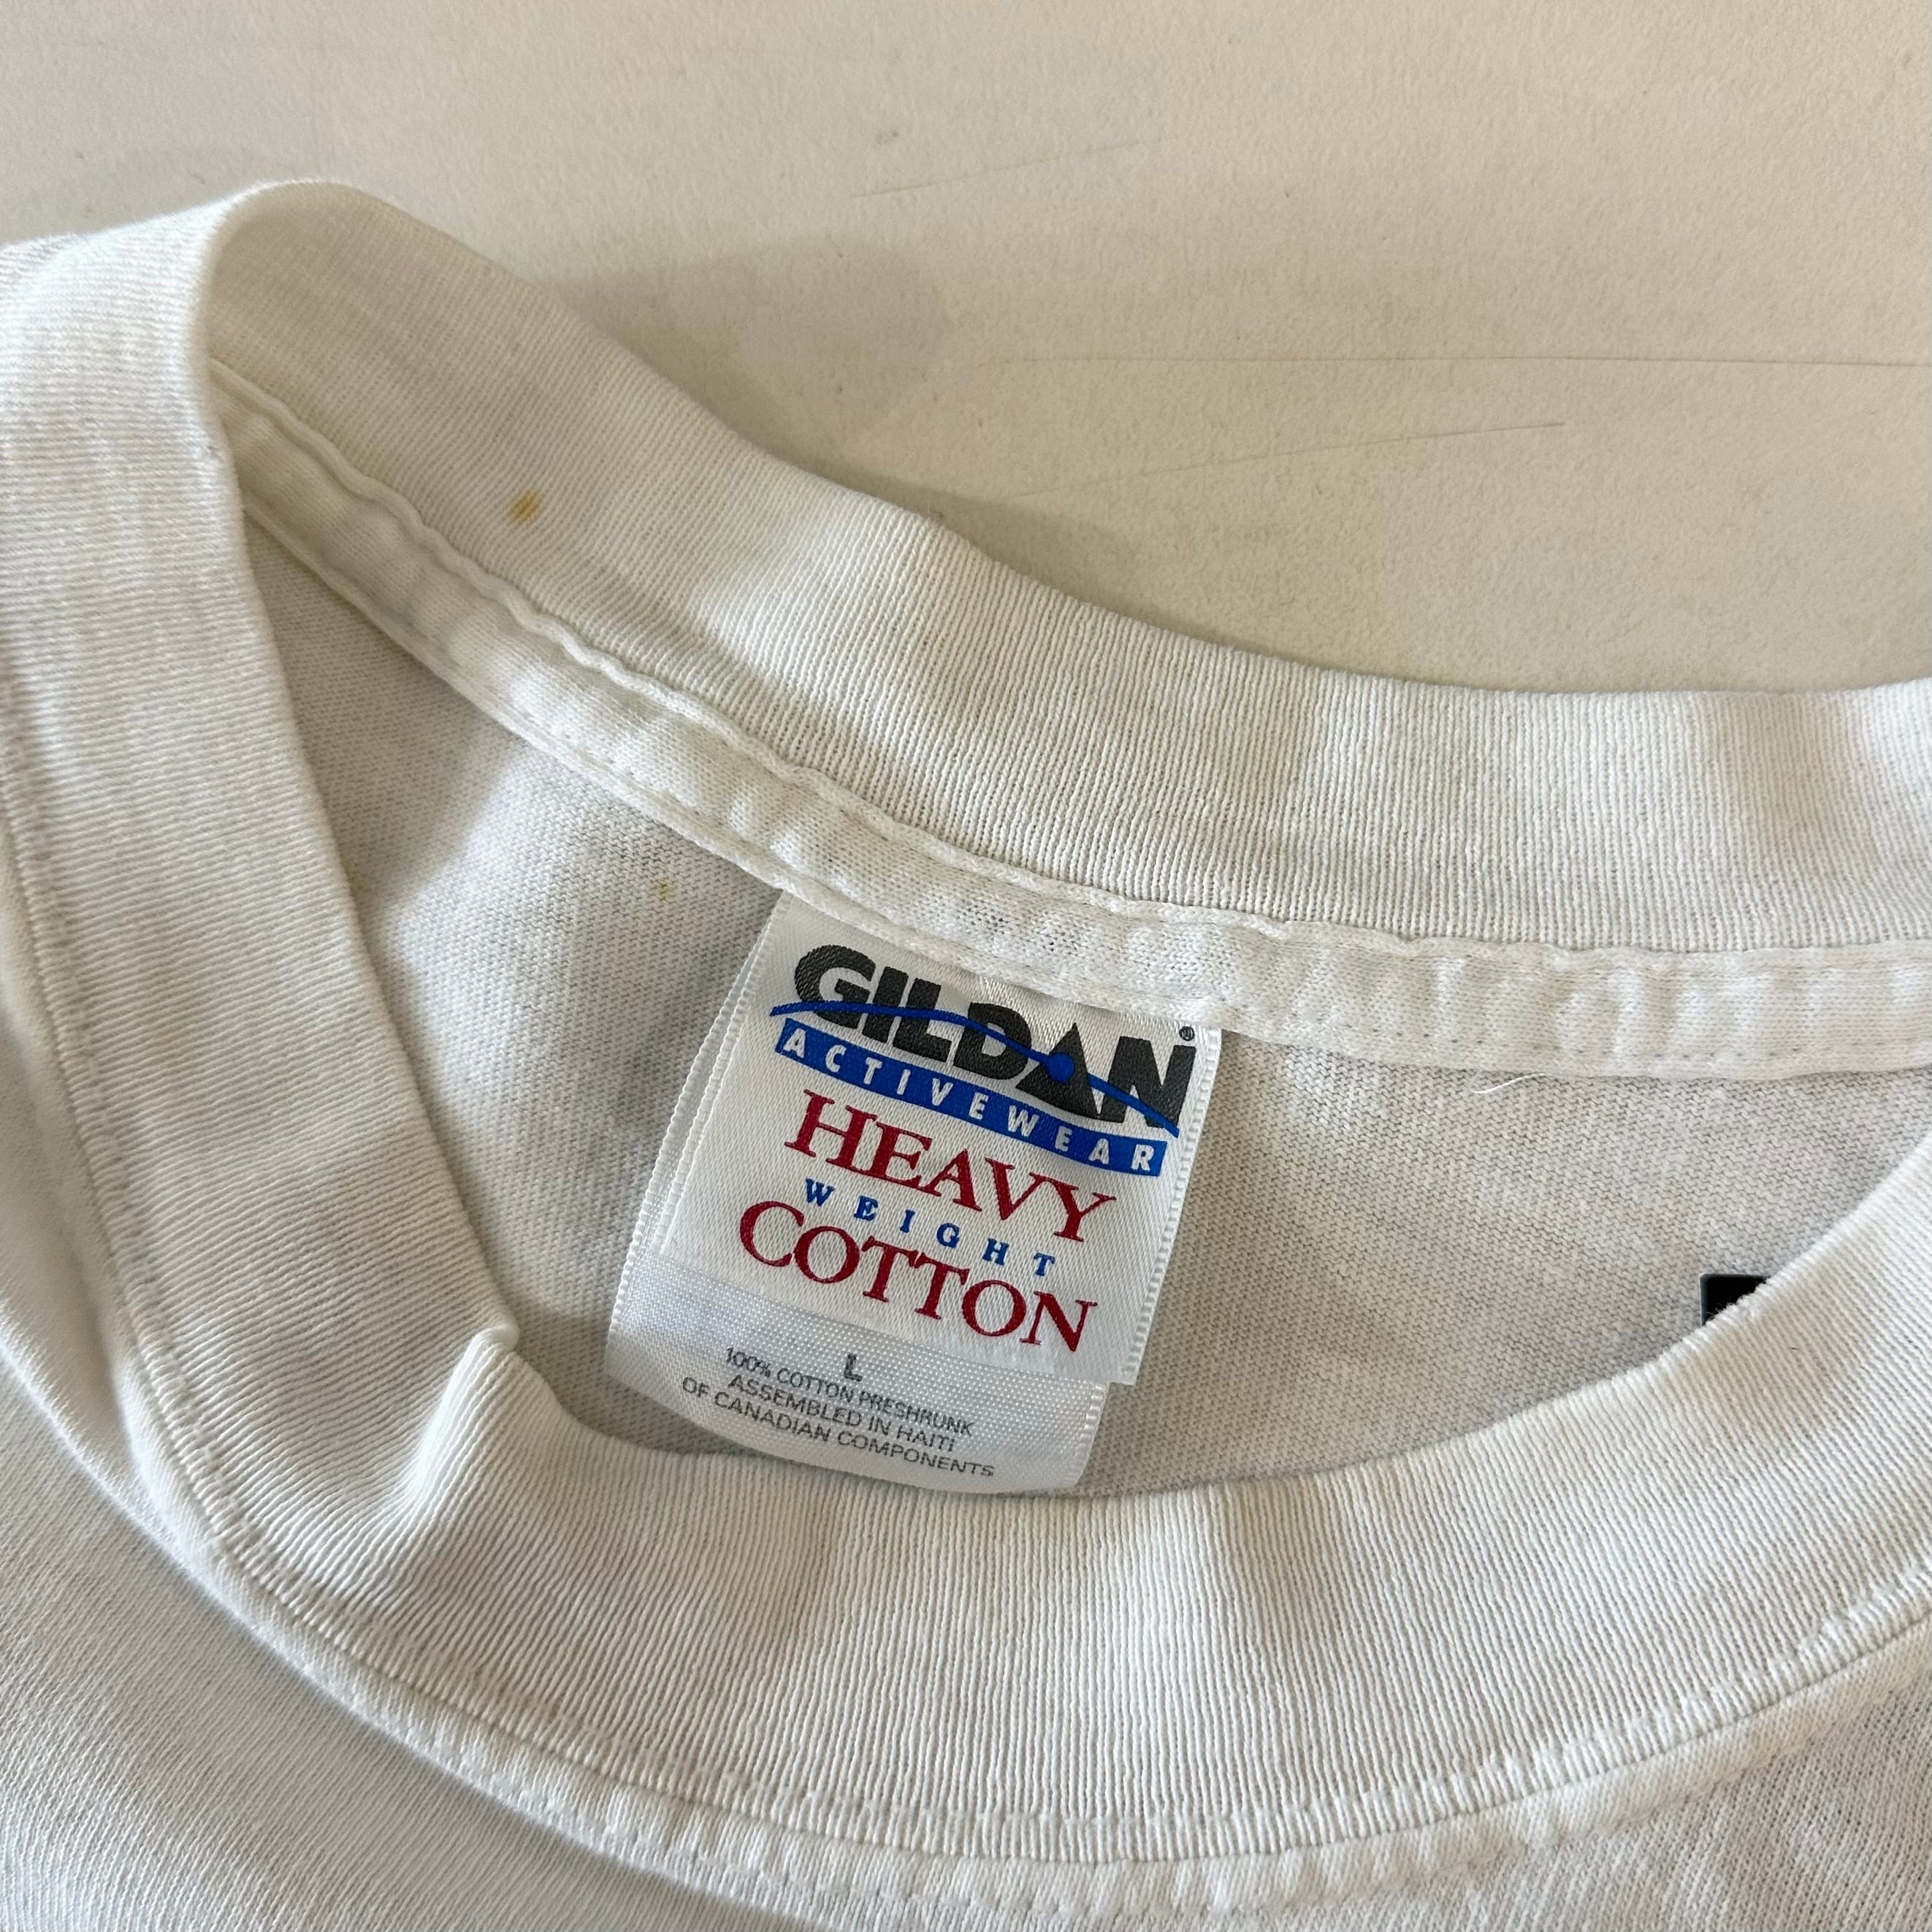 GILDAN®
ACTIVEWEAR
HEAVY
WEIGHT
COTTON
L
100% COTTON PRESHRUNK
ASSEMBLED IN HAITI
OF CANADIAN COMPONENTS